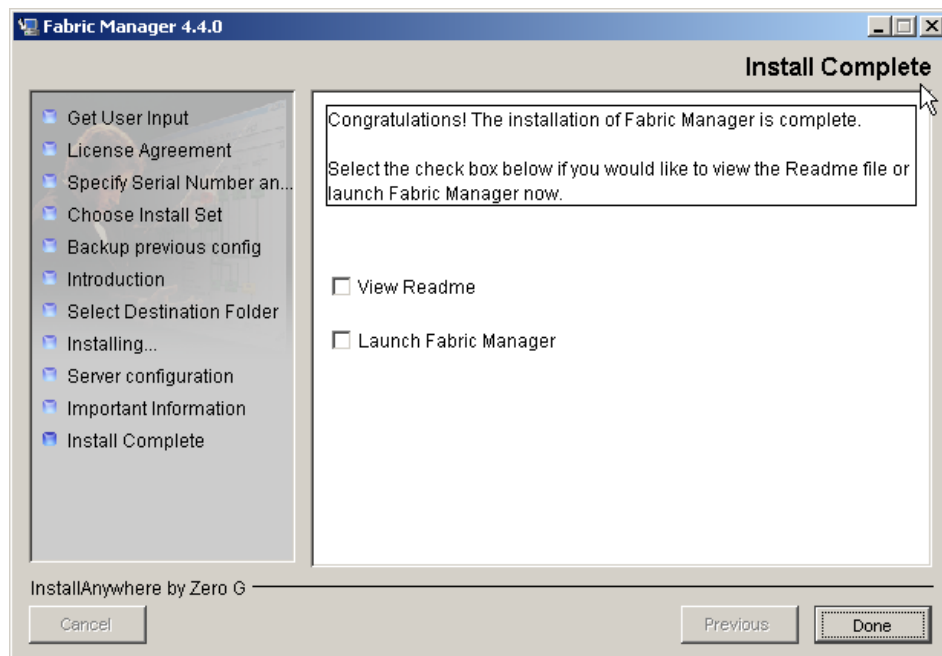 Fabric Manager 4.4.0
Install Complete
Get User Input
License Agreement
Specify Serial Number an...
Choose Install Set
Backup previous config
Introduction
Select Destination Folder
Installing...
Server configuration
Important Information
Install Complete
Congratulations! The installation of Fabric Manager is complete.
Select the check box below if you would like to view the Readme file or
launch Fabric Manager now.
View Readme
Launch Fabric Manager
InstallAnywhere by Zero G
Cancel
Previous
Done